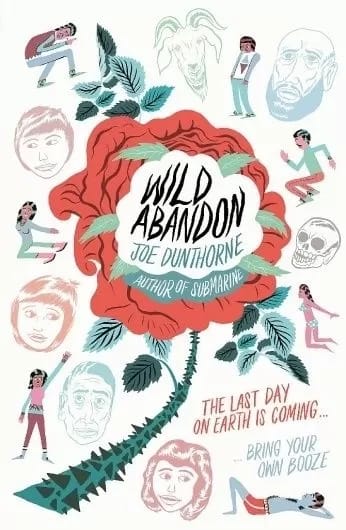 WILD
ABANDON
JOE DUNTHORNE
AUTHOR OF SUBMARINE
THE LAST DAY
ON EARTH IS COMING...
... BRING YOUR
OWN BOOZE